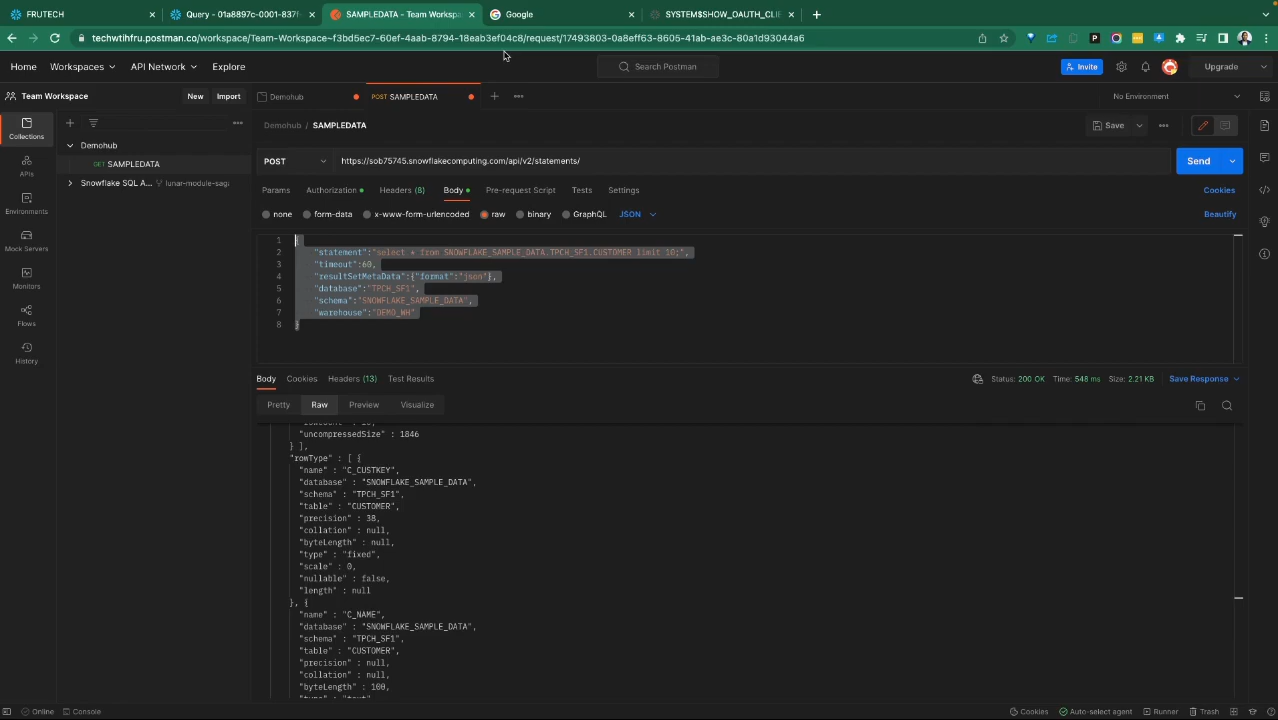 FRUTECH
Query - 01a8897c-0001-837f
SAMPLEDATA - Team Workspa
Google
SYSTEM$SHOW_OAUTH_CLIE
techwtihfru.postman.co/workspace/Team-Workspace~f3bd5ec7-60ef-4aab-8794-18eab3ef04c8/request/17493803-0a8eff63-8605-41ab-ae3c-80a1d93044a6
Home
Workspaces
API Network
Explore
Search Postman
Invite
Upgrade
Team Workspace
New
Import
Demohub
POST SAMPLEDATA
No Environment
Collections
Demohub
GET SAMPLEDATA
Snowflake SQL A... lunar-module-saga
APIs
Environments
Mock Servers
Monitors
Flows
History
Demohub / SAMPLEDATA
Save
POST
https://sob75745.snowflakecomputing.com/api/v2/statements/
Send
Params
Authorization
Headers (8)
Body
Pre-request Script
Tests
Settings
Cookies
none
form-data
x-www-form-urlencoded
raw
binary
GraphQL
JSON
Beautify
1 {
2 "statement":"select * from SNOWFLAKE_SAMPLE_DATA.TPCH_SF1.CUSTOMER limit 10;",
3 "timeout":60,
4 "resultSetMetaData":{"format":"json"},
5 "database":"TPCH_SF1",
6 "schema":"SNOWFLAKE_SAMPLE_DATA",
7 "warehouse":"DEMO_WH"
8 }
Body
Cookies
Headers (13)
Test Results
Status: 200 OK
Time: 548 ms
Size: 2.21 KB
Save Response
Pretty
Raw
Preview
Visualize
"uncompressedSize" : 1846
} ],
"rowType" : [ {
"name" : "C_CUSTKEY",
"database" : "SNOWFLAKE_SAMPLE_DATA",
"schema" : "TPCH_SF1",
"table" : "CUSTOMER",
"precision" : 38,
"collation" : null,
"byteLength" : null,
"type" : "fixed",
"scale" : 0,
"nullable" : false,
"length" : null
}, {
"name" : "C_NAME",
"database" : "SNOWFLAKE_SAMPLE_DATA",
"schema" : "TPCH_SF1",
"table" : "CUSTOMER",
"precision" : null,
"collation" : null,
"byteLength" : 100,
Online
Console
Cookies
Auto-select agent
Runner
Trash